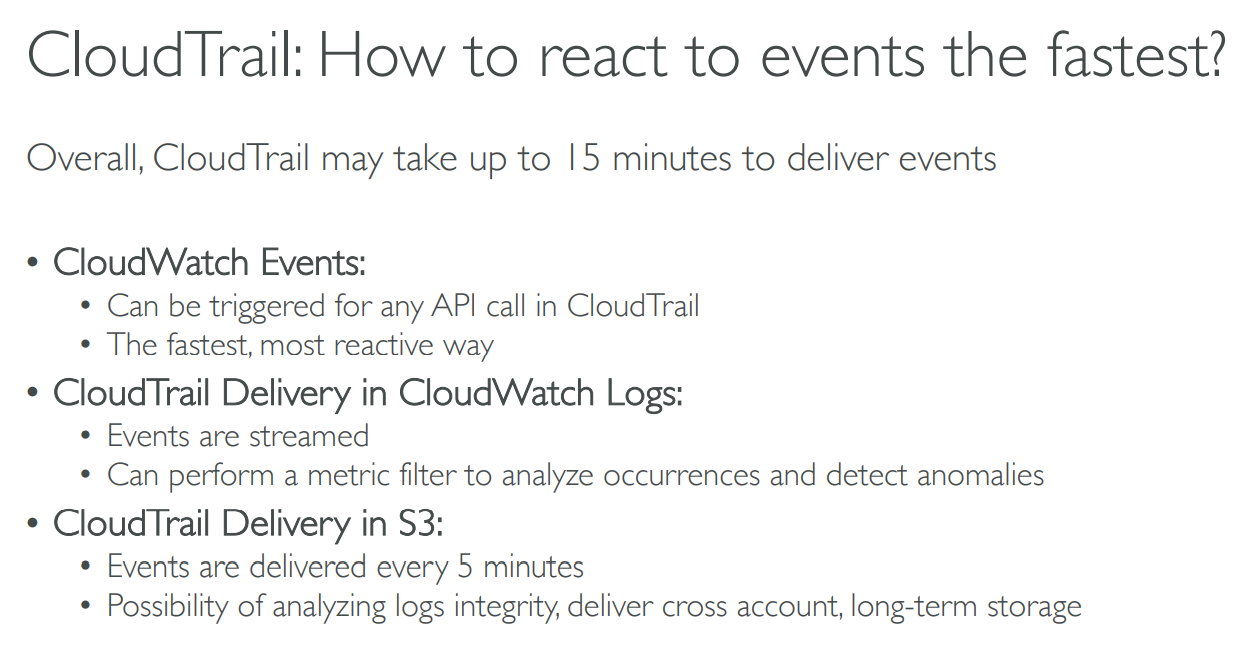 CloudTrail: How to react to events the fastest?
Overall, CloudTrail may take up to 15 minutes to deliver events
• CloudWatch Events:
• Can be triggered for any API call in CloudTrail
• The fastest, most reactive way
• CloudTrail Delivery in CloudWatch Logs:
• Events are streamed
• Can perform a metric filter to analyze occurrences and detect anomalies
• CloudTrail Delivery in S3:
• Events are delivered every 5 minutes
• Possibility of analyzing logs integrity, deliver cross account, long-term storage